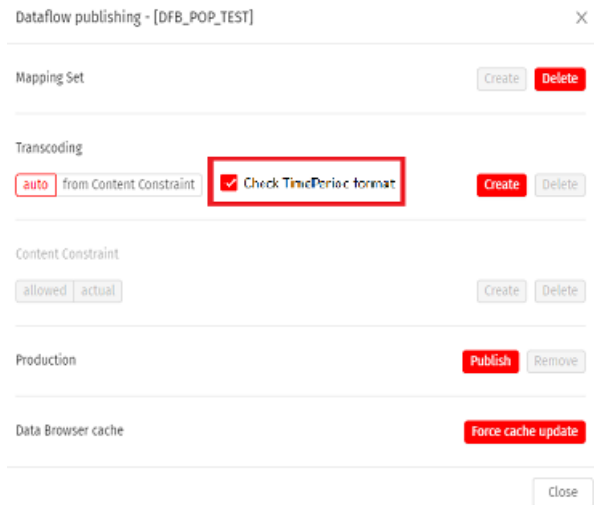 Dataflow publishing - [DFB_POP_TEST]
Mapping Set Create Delete
Transcoding
auto from Content Constraint Check TimePeriod format Create Delete
Content Constraint
allowed actual Create Delete
Production Publish Remove
Data Browser cache Force cache update
Close